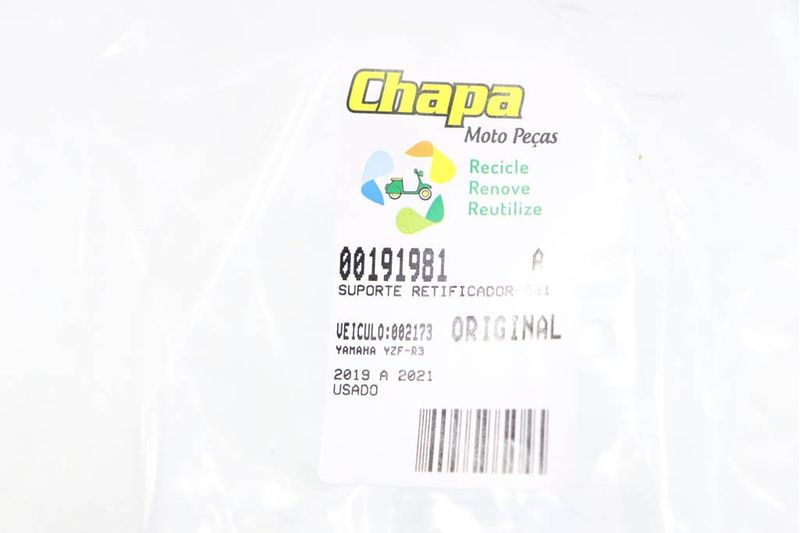 Chapa
Moto Peças
Recicle
Renove
Reutilize
00191981 A
SUPORTE RETIFICADOR
VEICULO:002173 ORIGINAL
YAMAHA YZF-R3
2019 A 2021
USADO